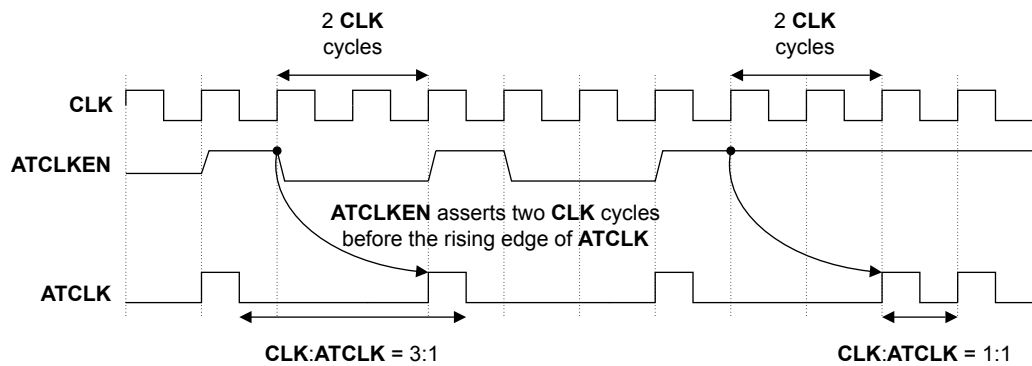 2 CLK
cycles
2 CLK
cycles
CLK
ATCLKEN
ATCLKEN asserts two CLK cycles
before the rising edge of ATCLK
ATCLK
CLK:ATCLK = 3:1
CLK:ATCLK = 1:1